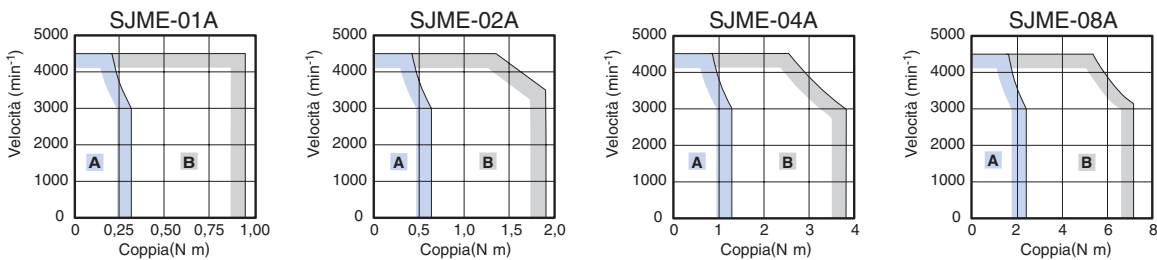 SJME-01A
5000
4000
3000
2000
1000
0
Velocità (min-1)
A
B
0 0,25 0,50 0,75 1,00
Coppia(N m)
SJME-02A
5000
4000
3000
2000
1000
0
Velocità (min-1)
A
B
0 0,5 1,0 1,5 2,0
Coppia(N m)
SJME-04A
5000
4000
3000
2000
1000
0
Velocità (min-1)
A
B
0 1 2 3 4
Coppia(N m)
SJME-08A
5000
4000
3000
2000
1000
0
Velocità (min-1)
A
B
0 2 4 6 8
Coppia(N m)